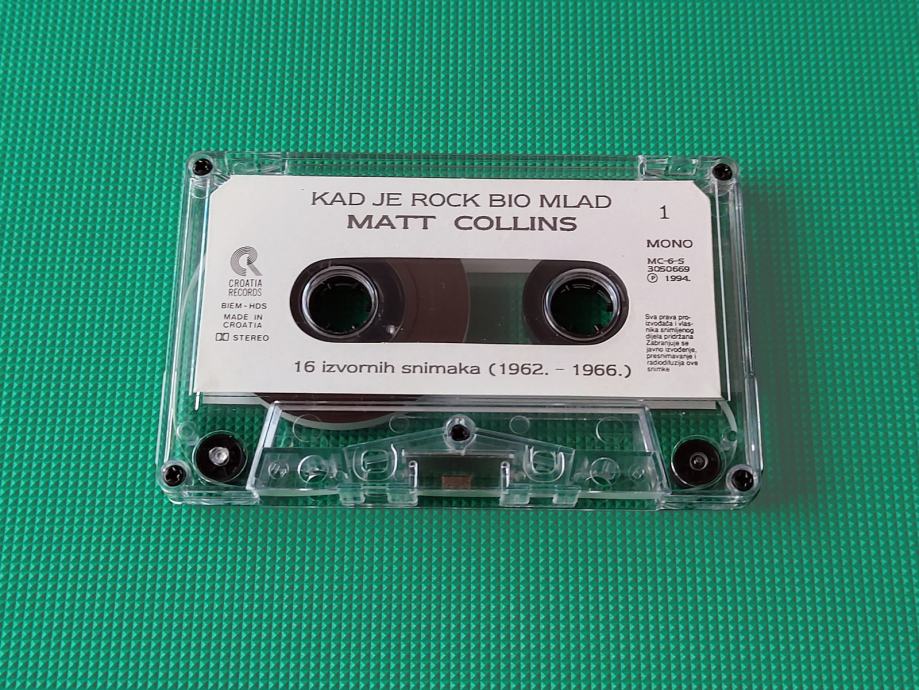 KAD JE ROCK BIO MLAD
MATT COLLINS
1
MONO
MC-6-S
3050669
Ⓟ 1994.
CROATIA
RECORDS
BIEM - HDS
MADE IN
CROATIA
STEREO
Sva prava pro-
izvođača i vlas-
nika snimljenog
dijela pridržana
Zabranjuje se
javno izvođenje,
presnimavanje i
radiodifuzija ove
snimke
16 izvornih snimaka (1962. - 1966.)